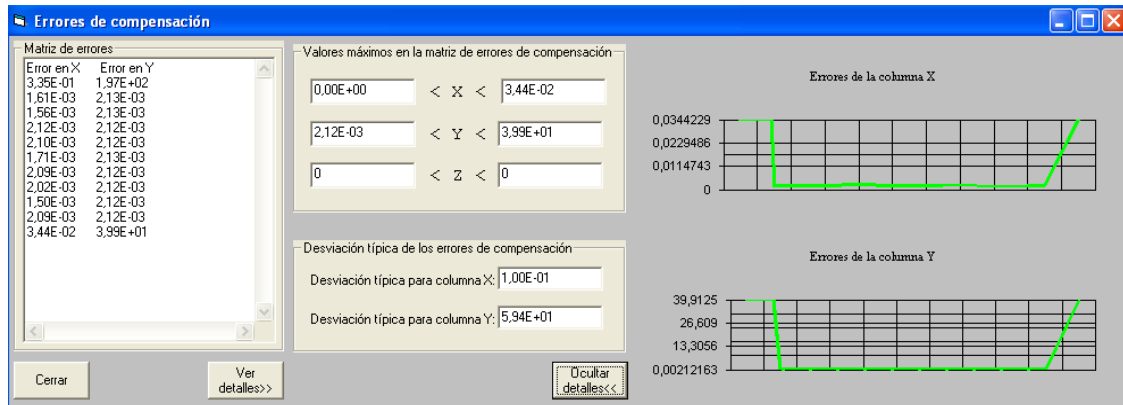 Errores de compensación
Matriz de errores
Error en X Error en Y
3,35E-01 1,97E+02
1,61E-03 2,13E-03
1,56E-03 2,13E-03
2,12E-03 2,12E-03
2,10E-03 2,12E-03
1,71E-03 2,13E-03
2,09E-03 2,12E-03
2,02E-03 2,12E-03
1,50E-03 2,12E-03
2,09E-03 2,12E-03
3,44E-02 3,99E+01
Cerrar
Ver
detalles>>
Valores máximos en la matriz de errores de compensación
0,00E+00 < X < 3,44E-02
2,12E-03 < Y < 3,99E+01
0 < Z < 0
Desviación típica de los errores de compensación
Desviación típica para columna X: 1,00E-01
Desviación típica para columna Y: 5,94E+01
Ocultar
detalles<<
Errores de la columna X
0,0344229
0,0229486
0,0114743
0
Errores de la columna Y
39,9125
26,609
13,3056
0,00212163